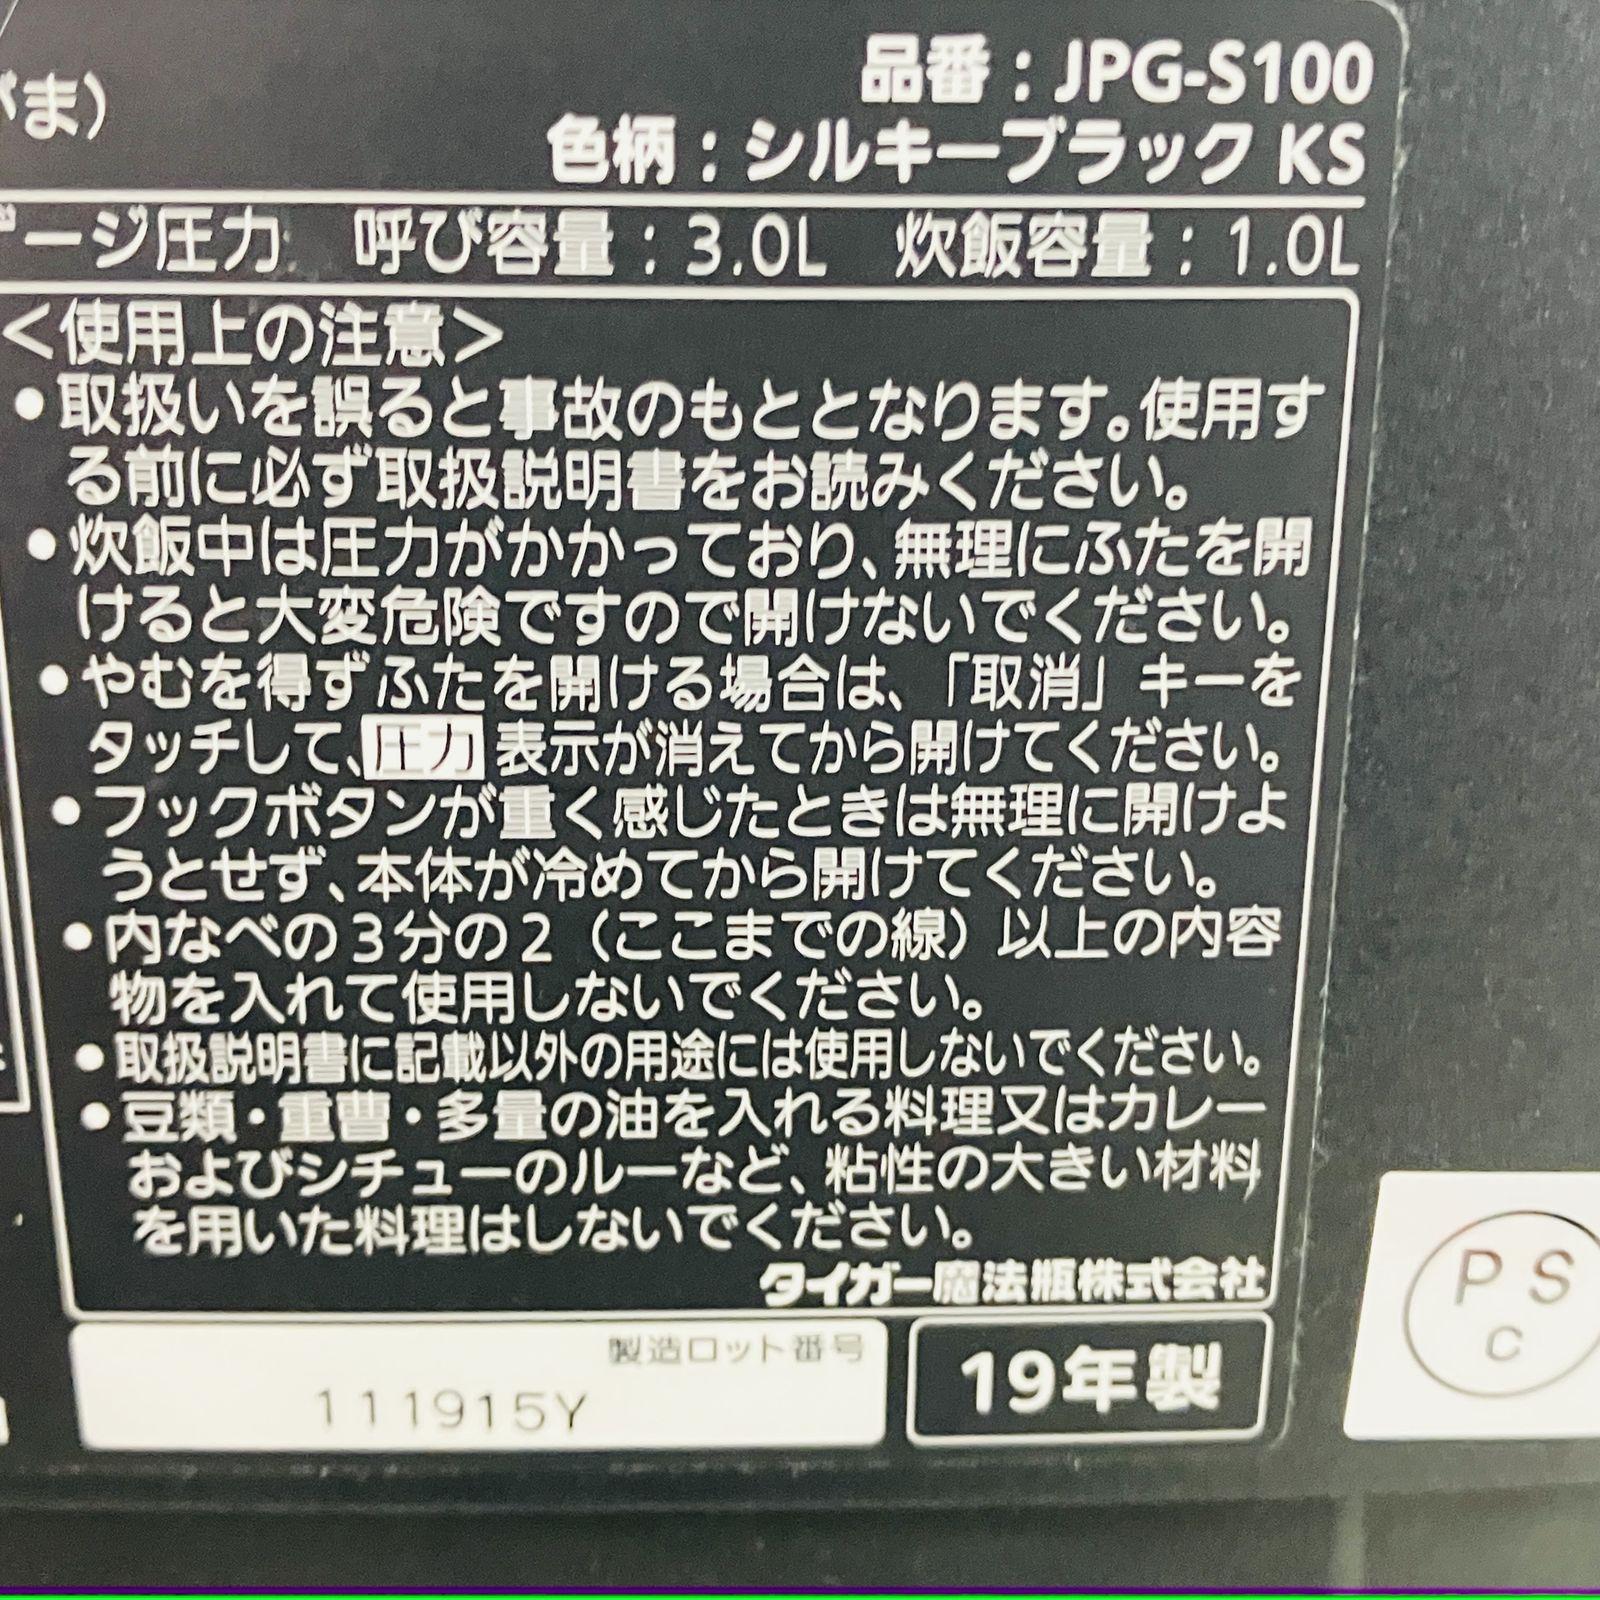 品番：JPG-S100
がま）
色柄：シルキーブラック KS
ージ圧力 呼び容量：3.0L 炊飯容量：1.0L
＜使用上の注意＞
●取扱いを誤ると事故のもととなります。使用す
る前に必ず取扱説明書をお読みください。
●炊飯中は圧力がかかっており、無理にふたを開
けると大変危険ですので開けないでください。
●やむを得ずふたを開ける場合は、「取消」キーを
タッチして、圧力 表示が消えてから開けてください。
●フックボタンが重く感じたときは無理に開けよ
うとせず、本体が冷めてから開けてください。
●内なべの3分の2（ここまでの線）以上の内容
物を入れて使用しないでください。
●取扱説明書に記載以外の用途には使用しないでください。
●豆類・重曹・多量の油を入れる料理又はカレー
およびシチューのルーなど、粘性の大きい材料
を用いた料理はしないでください。
タイガー魔法瓶株式会社
製造ロット番号
111915Y
19年製
PS
C